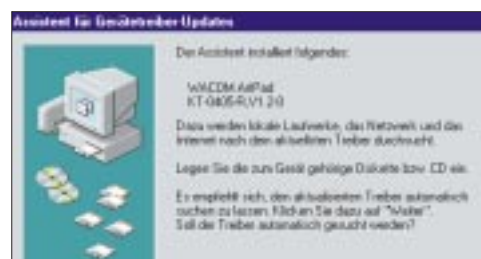 Assistent für Gerätetreiber-Updates
Der Assistent installiert folgendes:
WACOM ArtPad
KT-0405-R,V1.2-0
Dazu werden lokale Laufwerke, das Netzwerk und das
Internet nach dem aktuellsten Treiber durchsucht.
Legen Sie die zum Gerät gehörige Diskette bzw. CD ein.
Es empfiehlt sich, den aktualisierten Treiber automatisch
suchen zu lassen. Klicken Sie dazu auf "Weiter".
Soll der Treiber automatisch gesucht werden?